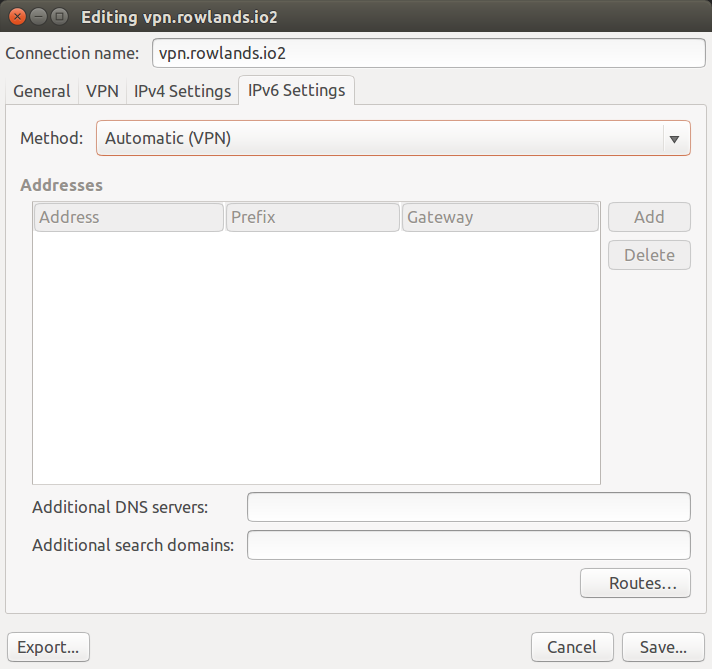 Editing vpn.rowlands.io2
Connection name: vpn.rowlands.io2
General VPN IPv4 Settings IPv6 Settings
Method: Automatic (VPN)
Addresses
Address Prefix Gateway Add
Delete
Additional DNS servers:
Additional search domains:
Routes...
Export... Cancel Save...